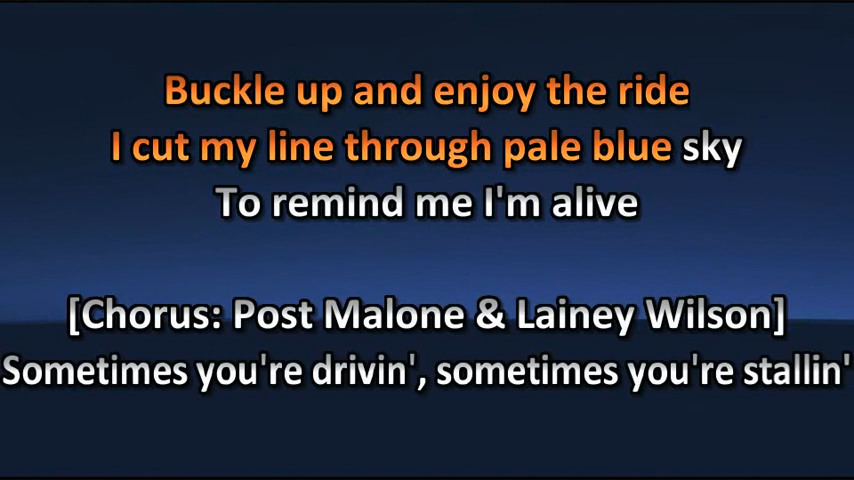 Buckle up and enjoy the ride
I cut my line through pale blue sky
To remind me I'm alive
[Chorus: Post Malone & Lainey Wilson]
Sometimes you're drivin', sometimes you're stallin'